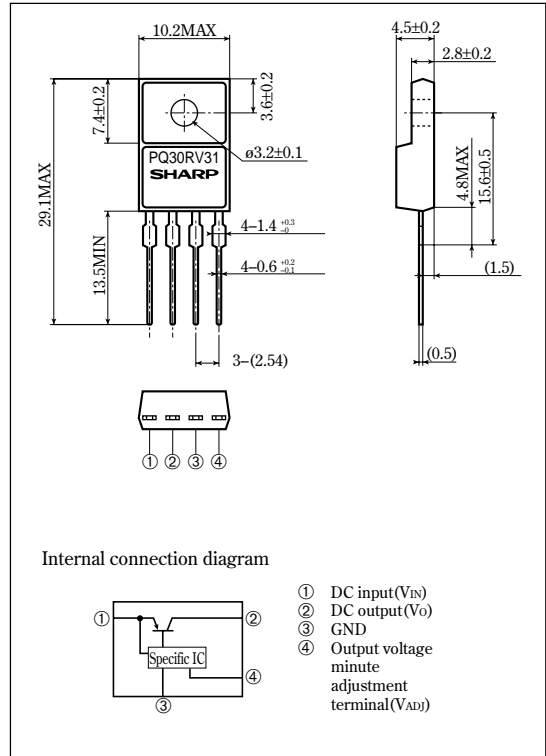 10.2MAX
4.5±0.2
2.8±0.2
7.4±0.2
3.6±0.2
ø3.2±0.1
PQ30RV31
SHARP
29.1MAX
13.5MIN
4.8MAX
15.6±0.5
4–1.4 +0.3 –0
4–0.6 +0.2 –0.1
(1.5)
(0.5)
3–(2.54)
① ② ③ ④
Internal connection diagram
①
②
Specific IC
④
③
① DC input(VIN)
② DC output(VO)
③ GND
④ Output voltage
minute
adjustment
terminal(VADJ)